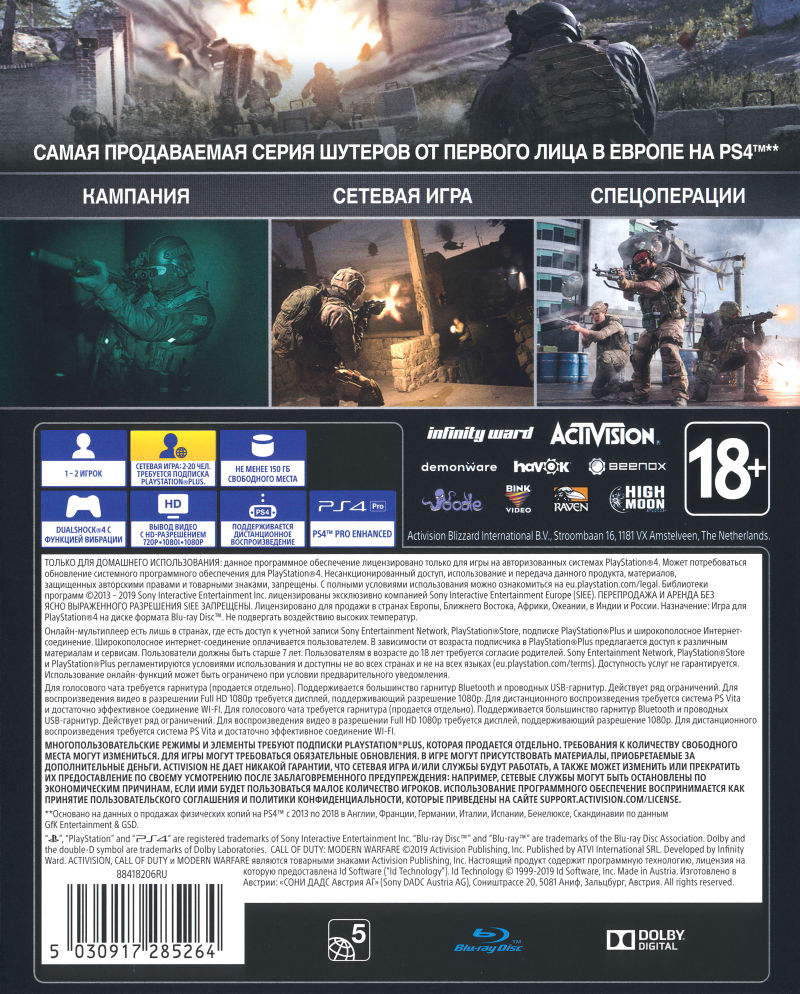 САМАЯ ПРОДАВАЕМАЯ СЕРИЯ ШУТЕРОВ ОТ ПЕРВОГО ЛИЦА В ЕВРОПЕ НА PS4™**
КАМПАНИЯ
СЕТЕВАЯ ИГРА
СПЕЦОПЕРАЦИИ
1 – 2 ИГРОК
СЕТЕВАЯ ИГРА: 2-20 ЧЕЛ.
ТРЕБУЕТСЯ ПОДПИСКА
PLAYSTATION®PLUS.
НЕ МЕНЕЕ 150 ГБ
СВОБОДНОГО МЕСТА
DUALSHOCK®4 С
ФУНКЦИЕЙ ВИБРАЦИИ
HD
ВЫВОД ВИДЕО
С HD-РАЗРЕШЕНИЕМ
720P•1080I•1080P
PS4
ПОДДЕРЖИВАЕТСЯ
ДИСТАНЦИОННОЕ
ВОСПРОИЗВЕДЕНИЕ
PS4 Pro
PS4™ PRO ENHANCED
infinity ward
ACTIVISION®
demonware
havok
BEENOX
oodle
BINK
VIDEO
RAVEN
HIGH
MOON
STUDIOS
18+
Activision Blizzard International B.V., Stroombaan 16, 1181 VX Amstelveen, The Netherlands.
ТОЛЬКО ДЛЯ ДОМАШНЕГО ИСПОЛЬЗОВАНИЯ: данное программное обеспечение лицензировано только для игры на авторизованных системах PlayStation®4. Может потребоваться
обновление системного программного обеспечения для PlayStation®4. Несанкционированный доступ, использование и передача данного продукта, материалов,
защищенных авторскими правами и товарными знаками, запрещены. С полными условиями использования можно ознакомиться на eu.playstation.com/legal. Библиотеки
программ ©2013 – 2019 Sony Interactive Entertainment Inc. лицензированы эксклюзивно компанией Sony Interactive Entertainment Europe (SIEE). ПЕРЕПРОДАЖА И АРЕНДА БЕЗ
ЯСНО ВЫРАЖЕННОГО РАЗРЕШЕНИЯ SIEE ЗАПРЕЩЕНЫ. Лицензировано для продажи в странах Европы, Ближнего Востока, Африки, Океании, в Индии и России. Назначение: Игра для
PlayStation®4 на диске формата Blu-ray Disc™. Не подвергать воздействию высоких температур.
Онлайн-мультиплеер есть лишь в странах, где есть доступ к учетной записи Sony Entertainment Network, PlayStation®Store, подписке PlayStation®Plus и широкополосное Интернет-
соединение. Широкополосное интернет-соединение оплачивается пользователем. В зависимости от возраста подписчика в PlayStation®Plus предлагается доступ к различным
материалам и сервисам. Пользователи должны быть старше 7 лет. Пользователям в возрасте до 18 лет требуется согласие родителей. Sony Entertainment Network, PlayStation®Store
и PlayStation®Plus регламентируются условиями использования и доступны не во всех странах и не на всех языках (eu.playstation.com/terms). Доступность услуг не гарантируется.
Использование онлайн-функций может быть ограничено при условии предварительного уведомления.
Для голосового чата требуется гарнитура (продается отдельно). Поддерживается большинство гарнитур Bluetooth и проводных USB-гарнитур. Действует ряд ограничений. Для
воспроизведения видео в разрешении Full HD 1080p требуется дисплей, поддерживающий разрешение 1080p. Для дистанционного воспроизведения требуется система PS Vita
и достаточно эффективное соединение WI-FI. Для голосового чата требуется гарнитура (продается отдельно). Поддерживается большинство гарнитур Bluetooth и проводных
USB-гарнитур. Действует ряд ограничений. Для воспроизведения видео в разрешении Full HD 1080p требуется дисплей, поддерживающий разрешение 1080p. Для дистанционного
воспроизведения требуется система PS Vita и достаточно эффективное соединение WI-FI.
МНОГОПОЛЬЗОВАТЕЛЬСКИЕ РЕЖИМЫ И ЭЛЕМЕНТЫ ТРЕБУЮТ ПОДПИСКИ PLAYSTATION®PLUS, КОТОРАЯ ПРОДАЕТСЯ ОТДЕЛЬНО. ТРЕБОВАНИЯ К КОЛИЧЕСТВУ СВОБОДНОГО
МЕСТА МОГУТ ИЗМЕНИТЬСЯ. ДЛЯ ИГРЫ МОГУТ ТРЕБОВАТЬСЯ ОБЯЗАТЕЛЬНЫЕ ОБНОВЛЕНИЯ. В ИГРЕ МОГУТ ПРИСУТСТВОВАТЬ МАТЕРИАЛЫ, ПРИОБРЕТАЕМЫЕ ЗА
ДОПОЛНИТЕЛЬНЫЕ ДЕНЬГИ. ACTIVISION НЕ ДАЕТ НИКАКОЙ ГАРАНТИИ, ЧТО СЕТЕВАЯ ИГРА И/ИЛИ СЛУЖБЫ БУДУТ РАБОТАТЬ, А ТАКЖЕ МОЖЕТ ИЗМЕНИТЬ ИЛИ ПРЕКРАТИТЬ
ИХ ПРЕДОСТАВЛЕНИЕ ПО СВОЕМУ УСМОТРЕНИЮ ПОСЛЕ ЗАБЛАГОВРЕМЕННОГО ПРЕДУПРЕЖДЕНИЯ: НАПРИМЕР, СЕТЕВЫЕ СЛУЖБЫ МОГУТ БЫТЬ ОСТАНОВЛЕНЫ ПО
ЭКОНОМИЧЕСКИМ ПРИЧИНАМ, ЕСЛИ ИМИ БУДЕТ ПОЛЬЗОВАТЬСЯ МАЛОЕ КОЛИЧЕСТВО ИГРОКОВ. ИСПОЛЬЗОВАНИЕ ПРОГРАММНОГО ОБЕСПЕЧЕНИЯ ВОСПРИНИМАЕТСЯ КАК
ПРИНЯТИЕ ПОЛЬЗОВАТЕЛЬСКОГО СОГЛАШЕНИЯ И ПОЛИТИКИ КОНФИДЕНЦИАЛЬНОСТИ, КОТОРЫЕ ПРИВЕДЕНЫ НА САЙТЕ SUPPORT.ACTIVISION.COM/LICENSE.
**Основано на данных о продажах физических копий на PS4™ с 2013 по 2018 в Англии, Франции, Германии, Италии, Испании, Бенелюксе, Скандинавии по данным
GfK Entertainment & GSD.
"PS", "PlayStation" and "PS4" are registered trademarks of Sony Interactive Entertainment Inc. "Blu-ray Disc™" and "Blu-ray™" are trademarks of the Blu-ray Disc Association. Dolby and
the double-D symbol are trademarks of Dolby Laboratories. CALL OF DUTY: MODERN WARFARE ©2019 Activision Publishing, Inc. Published by ATVI International SRL. Developed by Infinity
Ward. ACTIVISION, CALL OF DUTY и MODERN WARFARE являются товарными знаками Activision Publishing, Inc. Настоящий продукт содержит программную технологию, лицензия на
которую предоставлена Id Software ("Id Technology"). Id Technology © 1999-2019 Id Software, Inc. Made in Austria. Изготовлено в
Австрии: «СОНИ ДАДС Австрия АГ» (Sony DADC Austria AG), Соништрассе 20, 5081 Аниф, Зальцбург, Австрия. All rights reserved.
88418206RU
5 030917 285264
5
Blu-ray Disc™
DOLBY
DIGITAL